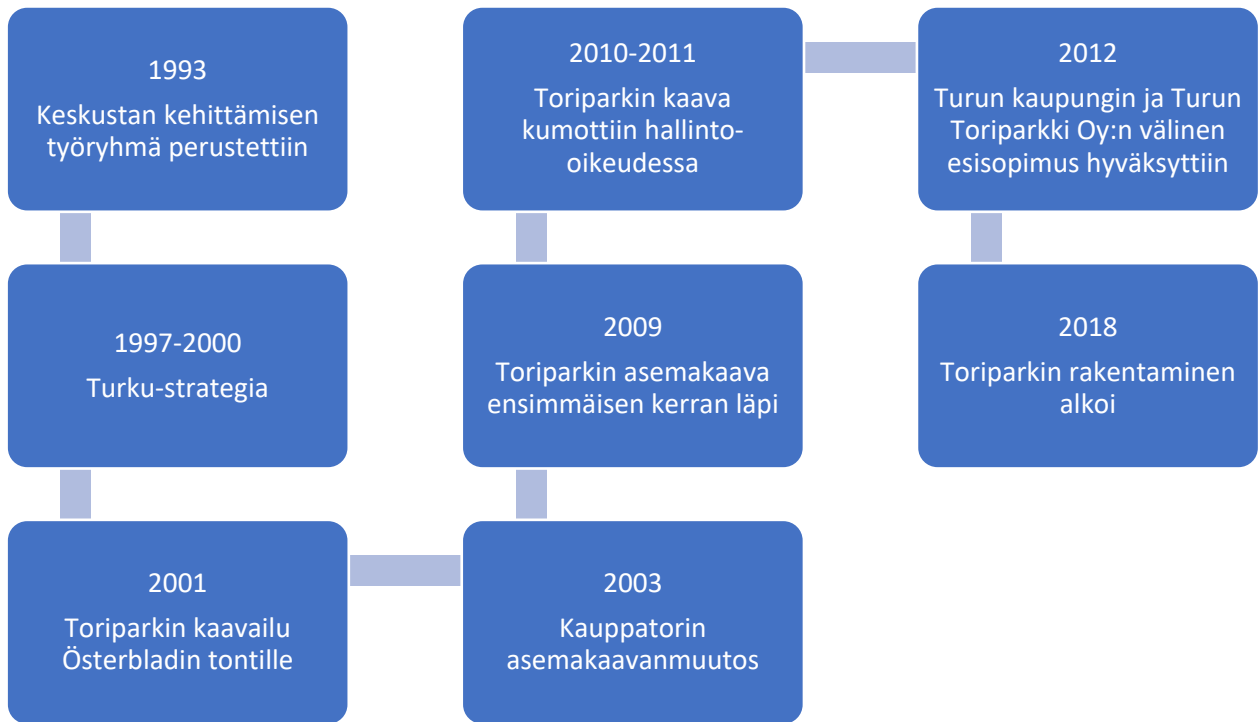 1993
Keskustan kehittämisen
työryhmä perustettiin
1997-2000
Turku-strategia
2001
Toriparkin kaavailu
Österbladin tontille
2003
Kauppatorin
asemakaavanmuutos
2009
Toriparkin asemakaava
ensimmäisen kerran läpi
2010-2011
Toriparkin kaava
kumottiin hallinto-
oikeudessa
2012
Turun kaupungin ja Turun
Toriparkki Oy:n välinen
esisopimus hyväksyttiin
2018
Toriparkin rakentaminen
alkoi